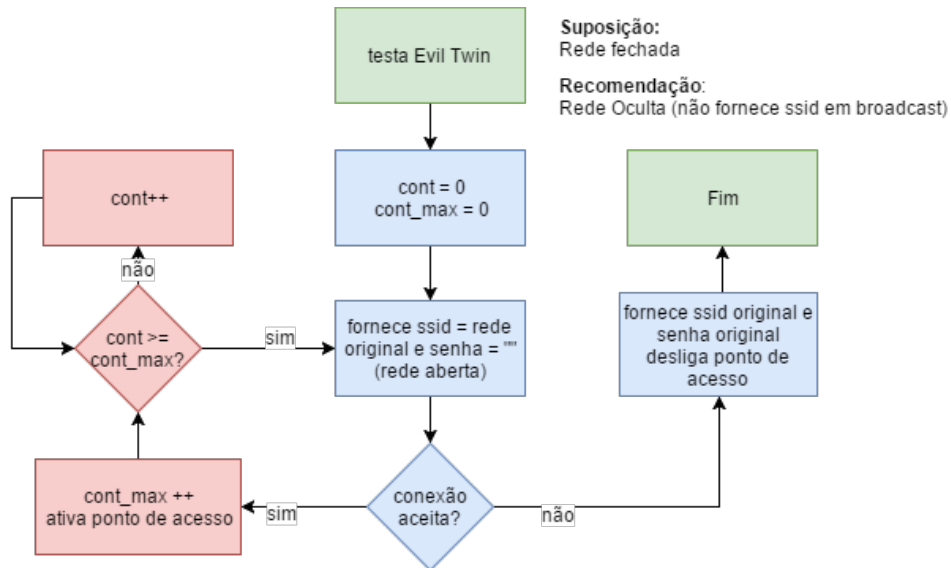 testa Evil Twin
Suposição:
Rede fechada
Recomendação:
Rede Oculta (não fornece ssid em broadcast)
cont++
cont = 0
cont_max = 0
Fim
não
cont >=
cont_max?
sim
fornece ssid = rede
original e senha = ""
(rede aberta)
fornece ssid original e
senha original
desliga ponto de
acesso
cont_max ++
ativa ponto de acesso
sim
conexão
aceita?
não